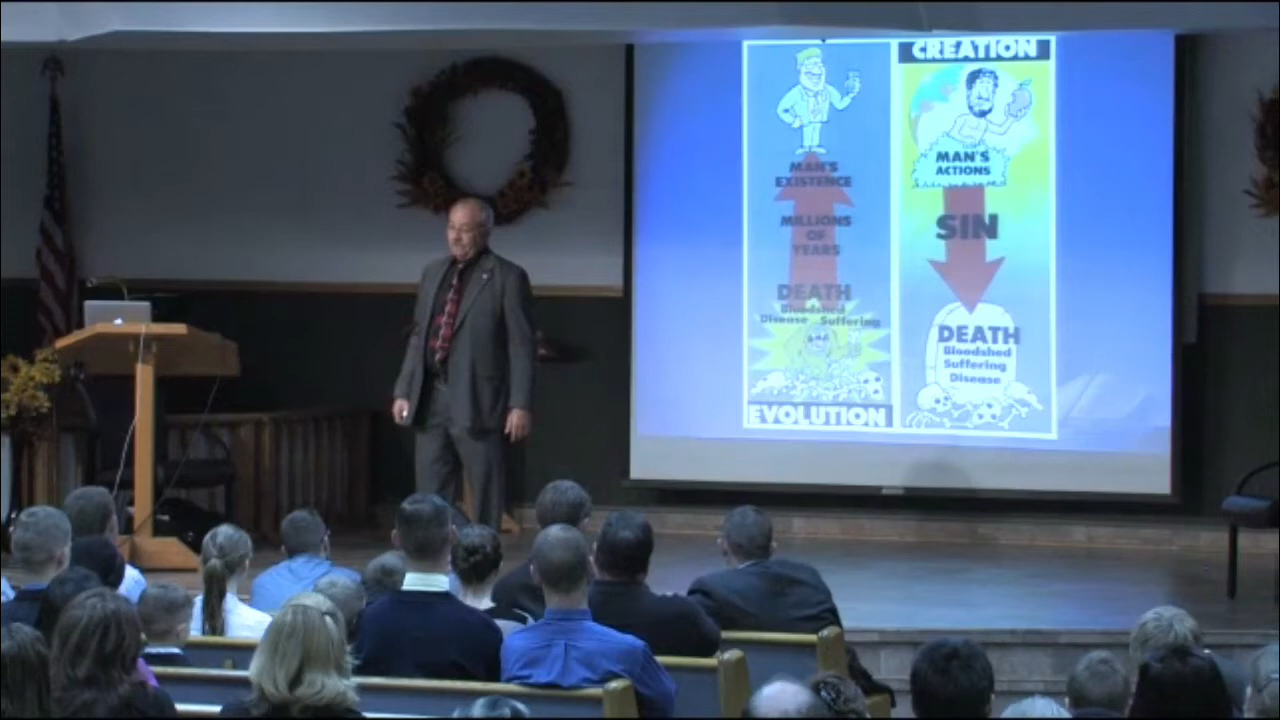 MAN'S
EXISTENCE
MILLIONS
OF
YEARS
DEATH
Bloodshed
Disease Suffering
EVOLUTION
CREATION
MAN'S
ACTIONS
SIN
DEATH
Bloodshed
Suffering
Disease